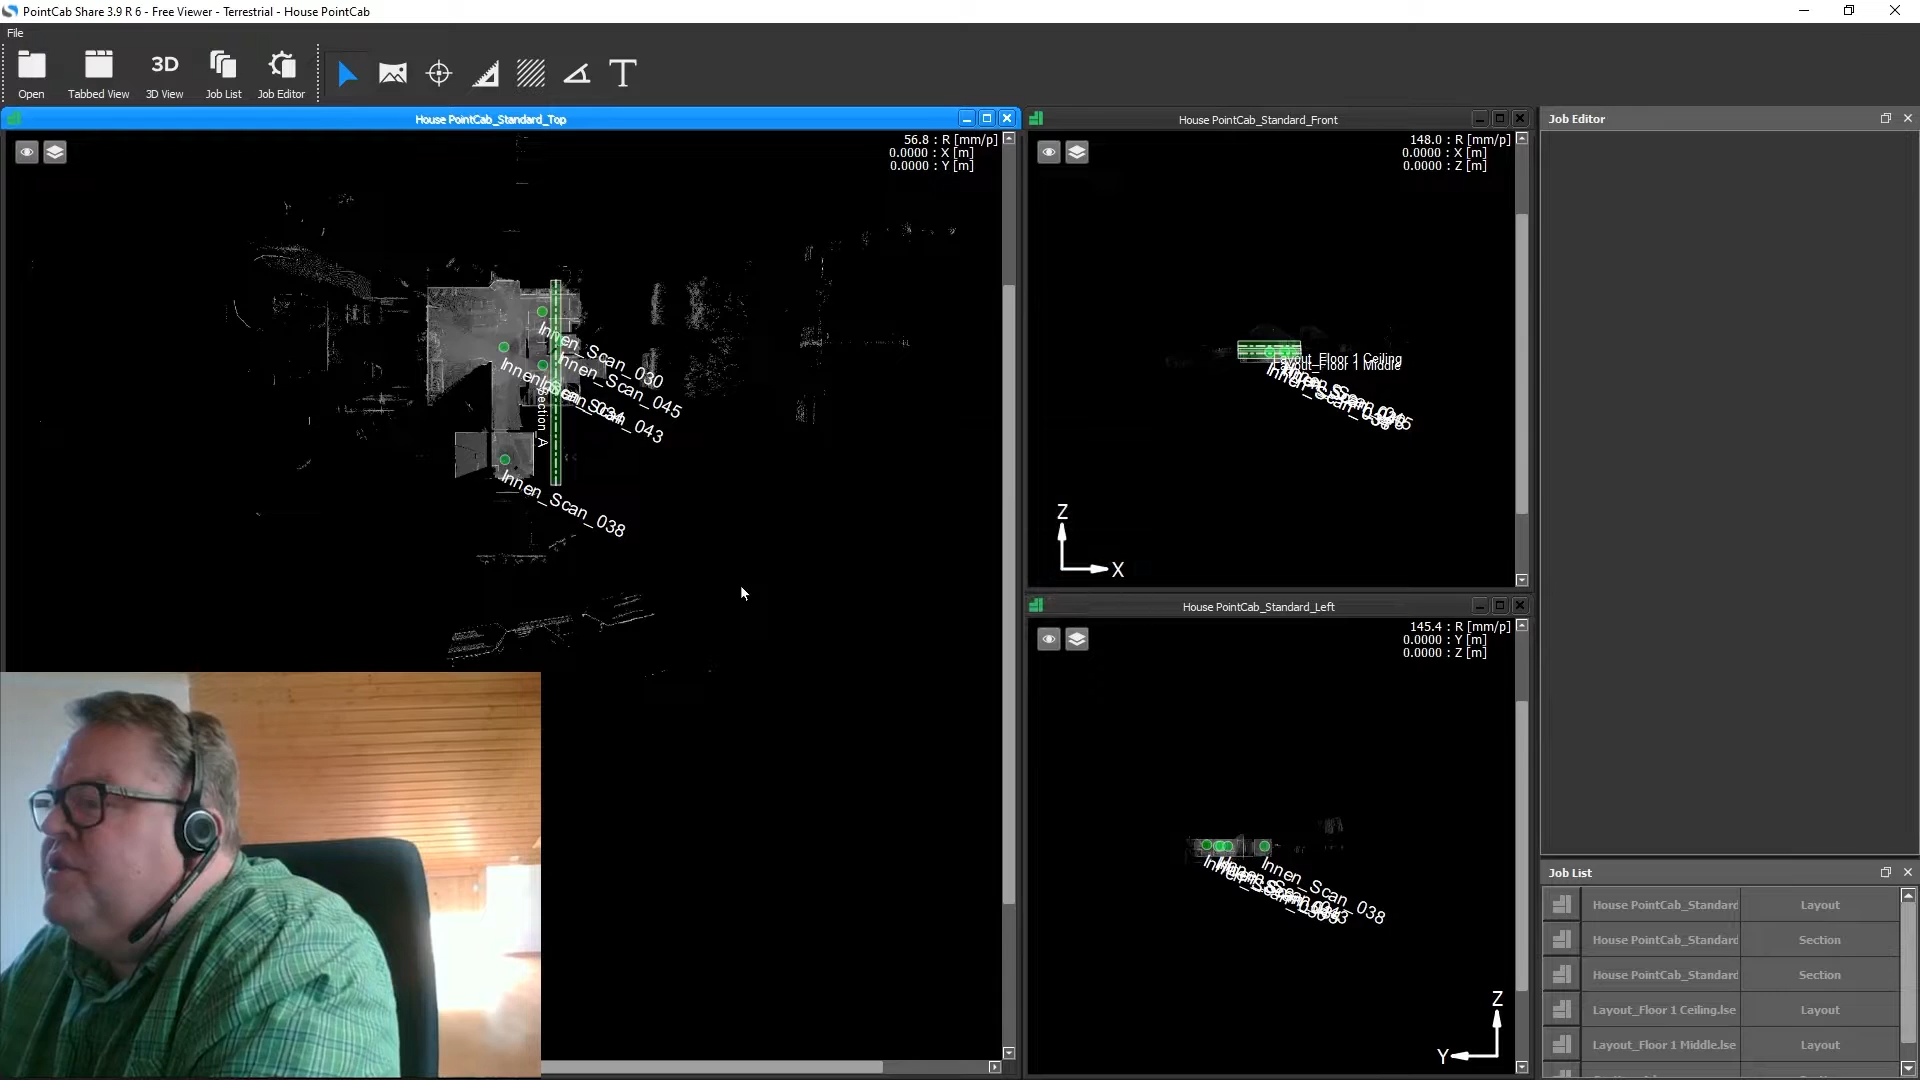 PointCab Share 3.9 R 6 - Free Viewer - Terrestrial - House PointCab
File
Open
Tabbed View
3D
3D View
Job List
Job Editor
T
House PointCab_Standard_Top
56.8 : R [mm/p]
0.0000 : X [m]
0.0000 : Y [m]
Innen_Scan_030
Innen_Scan_045
Innen_Scan_043
Section_A
Innen_Scan_038
House PointCab_Standard_Front
148.0 : R [mm/p]
0.0000 : X [m]
0.0000 : Z [m]
Layout_Floor 1 Ceiling
Layout_Floor 1 Middle
Z
X
House PointCab_Standard_Left
145.4 : R [mm/p]
0.0000 : Y [m]
0.0000 : Z [m]
Innen_Scan_038
Z
Y
Job Editor
Job List
House PointCab_Standard
Layout
House PointCab_Standard
Section
House PointCab_Standard
Section
Layout_Floor 1 Ceiling.lse
Layout
Layout_Floor 1 Middle.lse
Layout